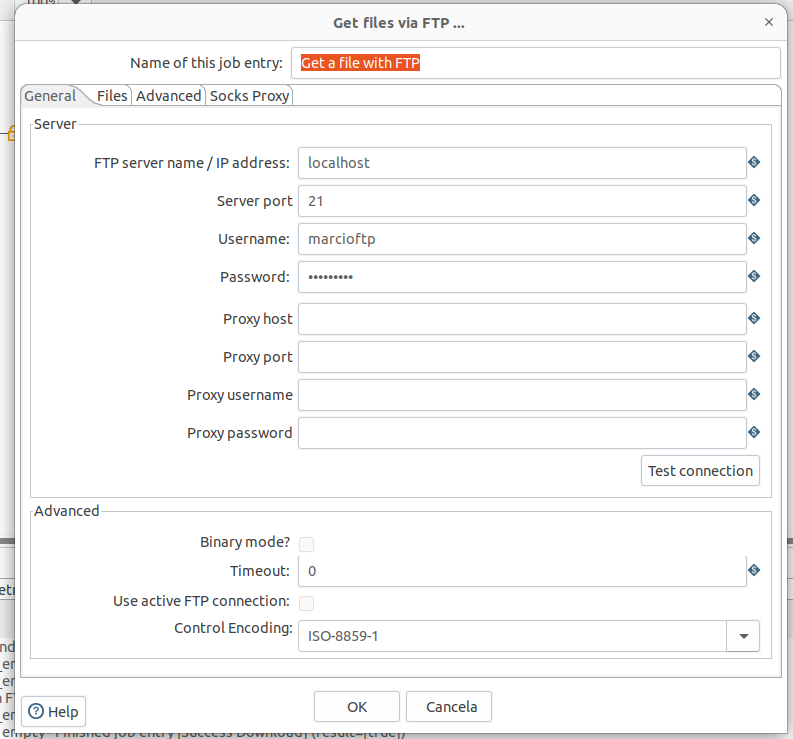 100%
Get files via FTP ...
Name of this job entry: Get a file with FTP
General Files Advanced Socks Proxy
Server
FTP server name / IP address: localhost
Server port 21
Username: marcioftp
Password: •••••••••
Proxy host
Proxy port
Proxy username
Proxy password
Test connection
Advanced
Binary mode?
Timeout: 0
Use active FTP connection:
Control Encoding: ISO-8859-1
OK Cancela
Help